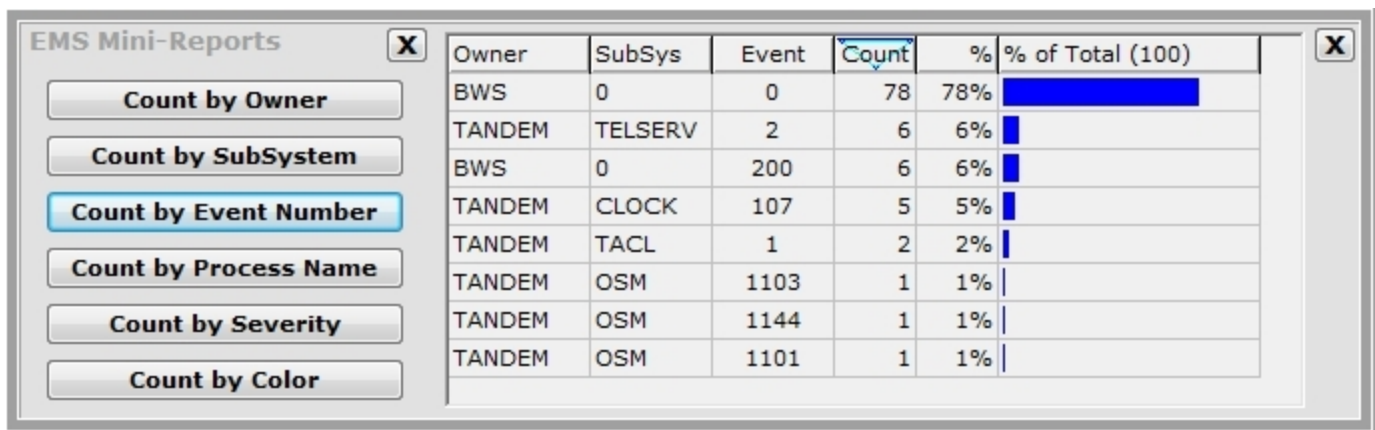 EMS Mini-Reports X
Count by Owner
Count by SubSystem
Count by Event Number
Count by Process Name
Count by Severity
Count by Color
Owner SubSys Event Count % % of Total (100) X
BWS 0 0 78 78%
TANDEM TELSERV 2 6 6%
BWS 0 200 6 6%
TANDEM CLOCK 107 5 5%
TANDEM TACL 1 2 2%
TANDEM OSM 1103 1 1%
TANDEM OSM 1144 1 1%
TANDEM OSM 1101 1 1%